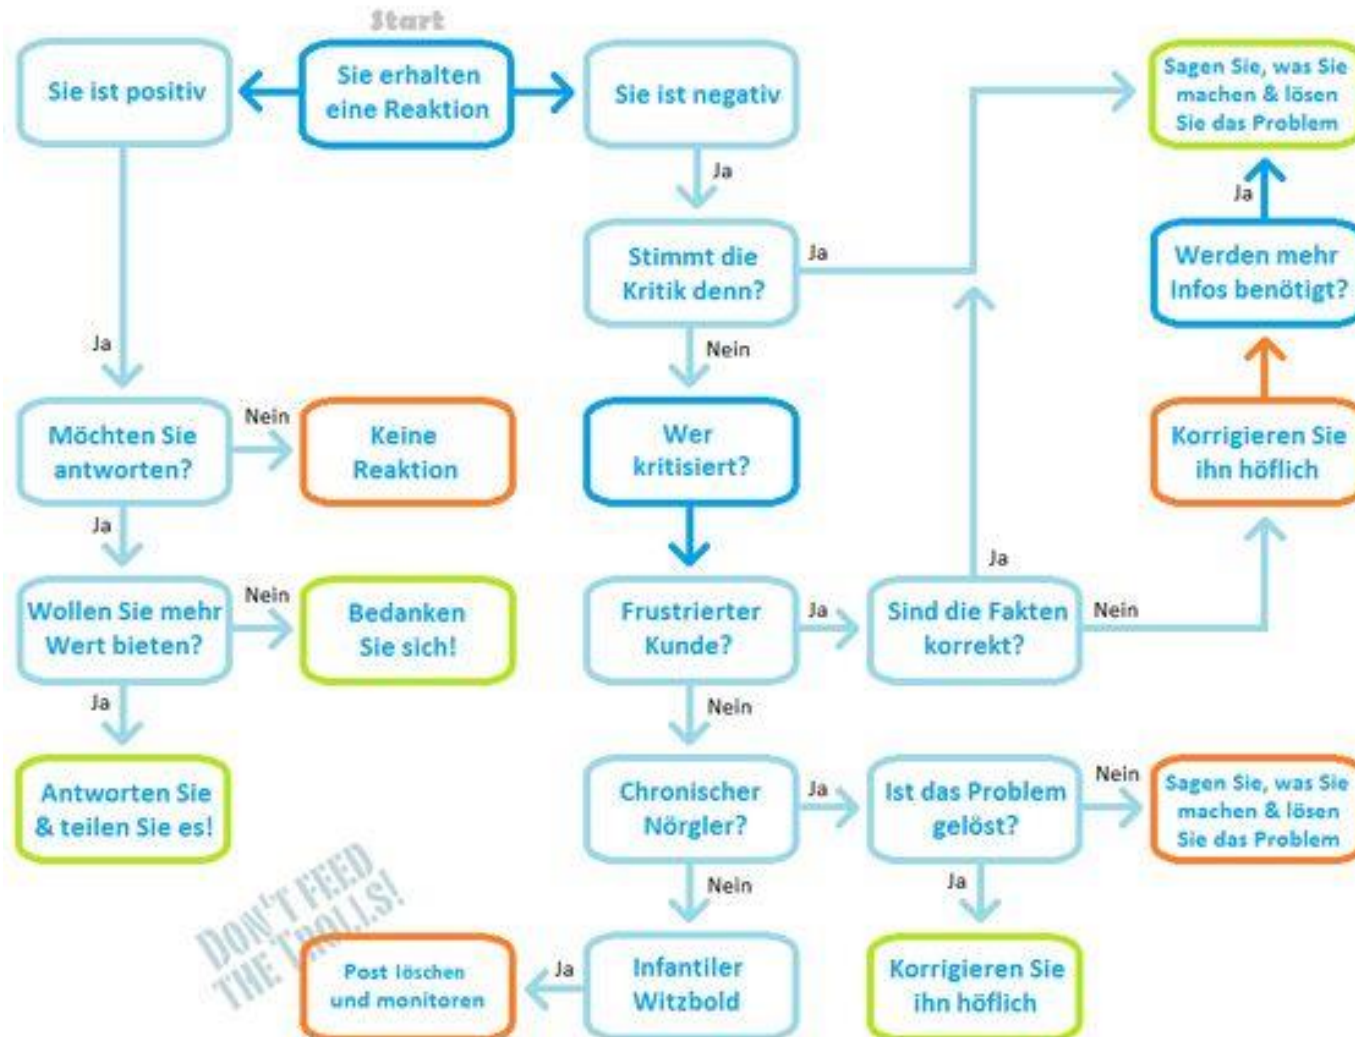 Start
Sie ist positiv
Sie erhalten
eine Reaktion
Sie ist negativ
Sagen Sie, was Sie
machen & lösen
Sie das Problem
Ja
Ja
Stimmt die
Kritik denn?
Ja
Werden mehr
Infos benötigt?
Ja
Nein
Möchten Sie
antworten?
Nein
Keine
Reaktion
Wer
kritisiert?
Korrigieren Sie
ihn höflich
Ja
Ja
Wollen Sie mehr
Wert bieten?
Nein
Bedanken
Sie sich!
Frustrierter
Kunde?
Ja
Sind die Fakten
korrekt?
Nein
Ja
Nein
Antworten Sie
& teilen Sie es!
Chronischer
Nörgler?
Ja
Ist das Problem
gelöst?
Nein
Sagen Sie, was Sie
machen & lösen
Sie das Problem
DON'T FEED
THE TROLLS!
Nein
Ja
Post löschen
und monitoren
Ja
Infantiler
Witzbold
Korrigieren Sie
ihn höflich